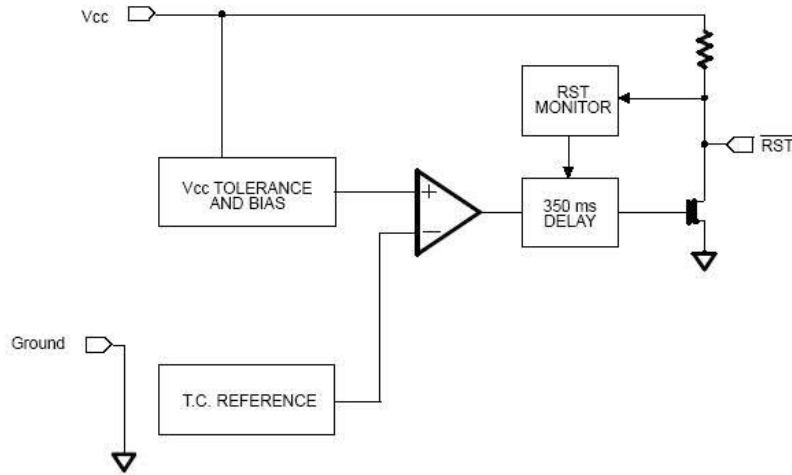 Vcc
RST
MONITOR
RST
Vcc TOLERANCE
AND BIAS
+
−
350 ms
DELAY
Ground
T.C. REFERENCE